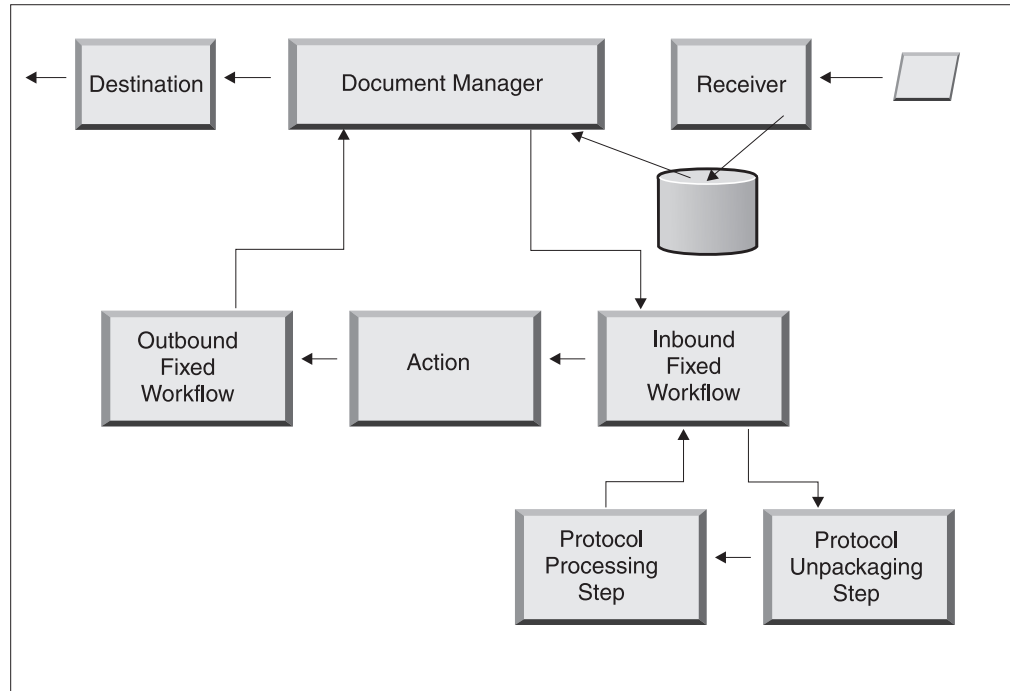 Destination
Document Manager
Receiver
Outbound
Fixed
Workflow
Action
Inbound
Fixed
Workflow
Protocol
Processing
Step
Protocol
Unpackaging
Step